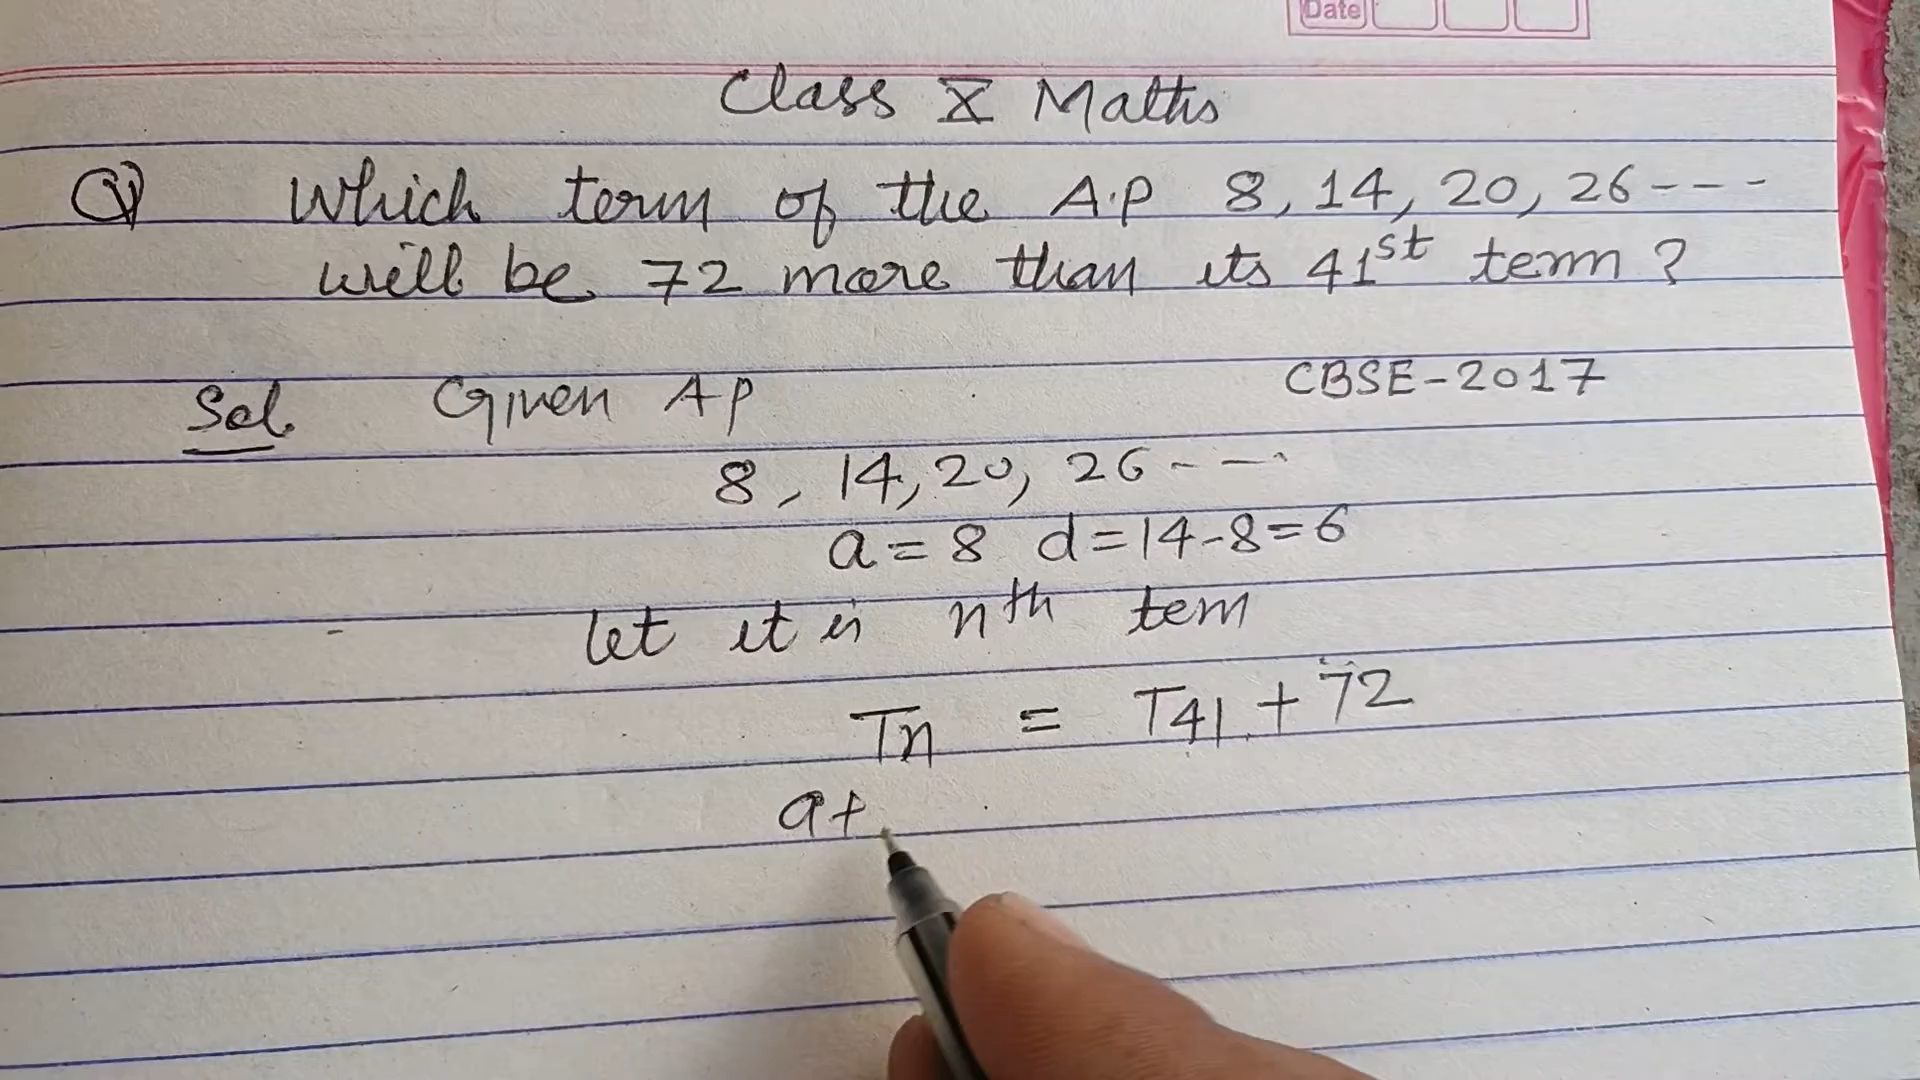 Date
Class X Maths
Q Which term of the A.P 8, 14, 20, 26----
will be 72 more than its 41st term?
CBSE-2017
Sol. Given AP
8, 14, 20, 26----
a=8 d=14-8=6
let it is nth tem
Tn = T41 + 72
a+